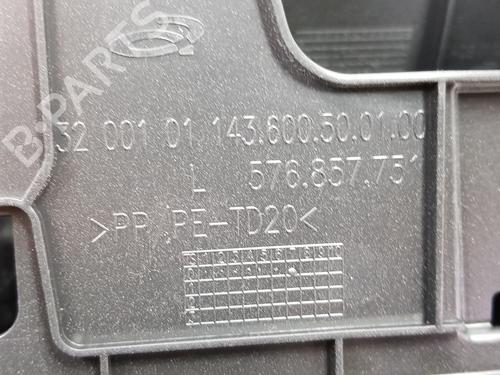 B-PARTS
32 001 01 143.600.50.01.00
L 576.857.751
>PP PE-TD20<